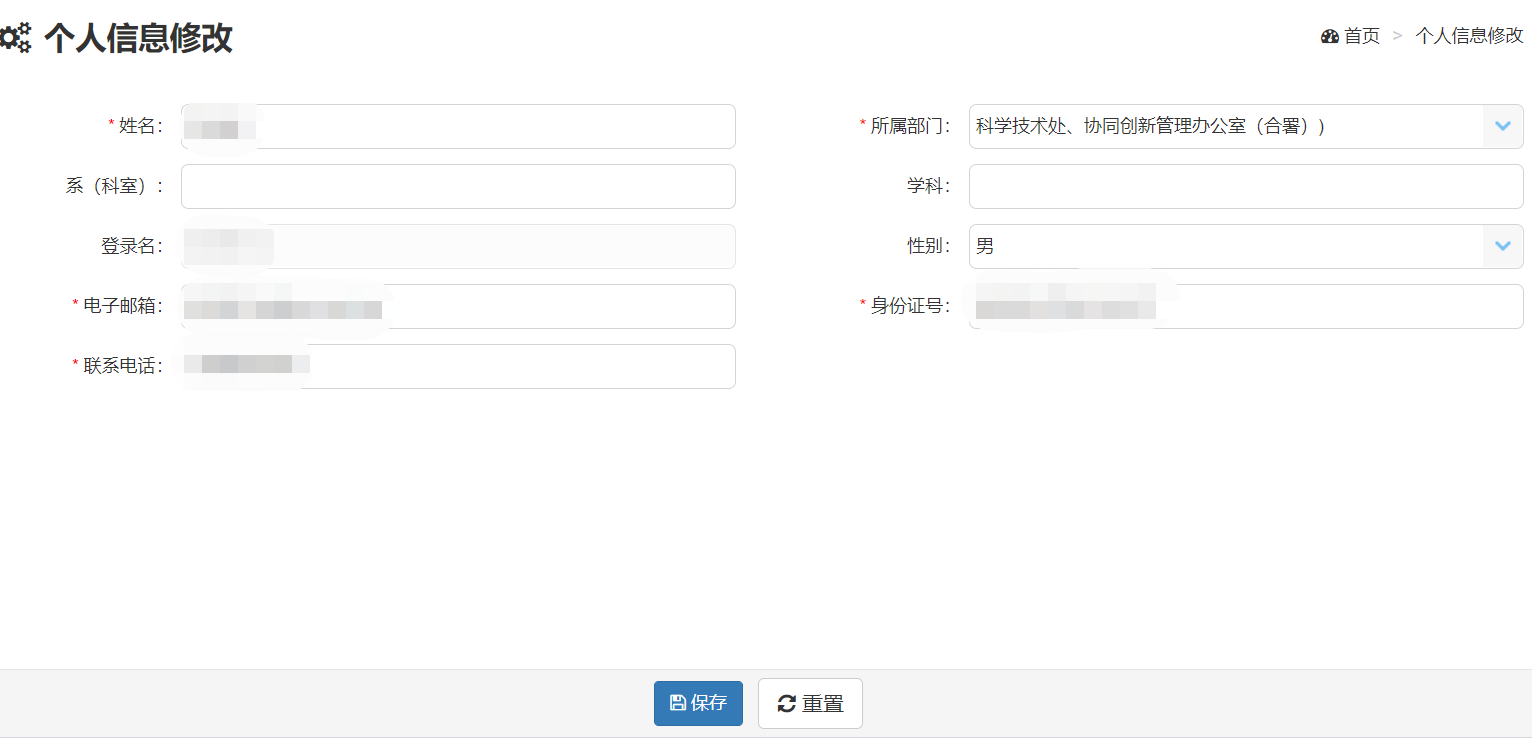 个人信息修改
首页 > 个人信息修改
* 姓名：
* 所属部门： 科学技术处、协同创新管理办公室（合署））
系（科室）：
学科：
登录名：
性别： 男
* 电子邮箱：
* 身份证号：
* 联系电话：
保存
重置